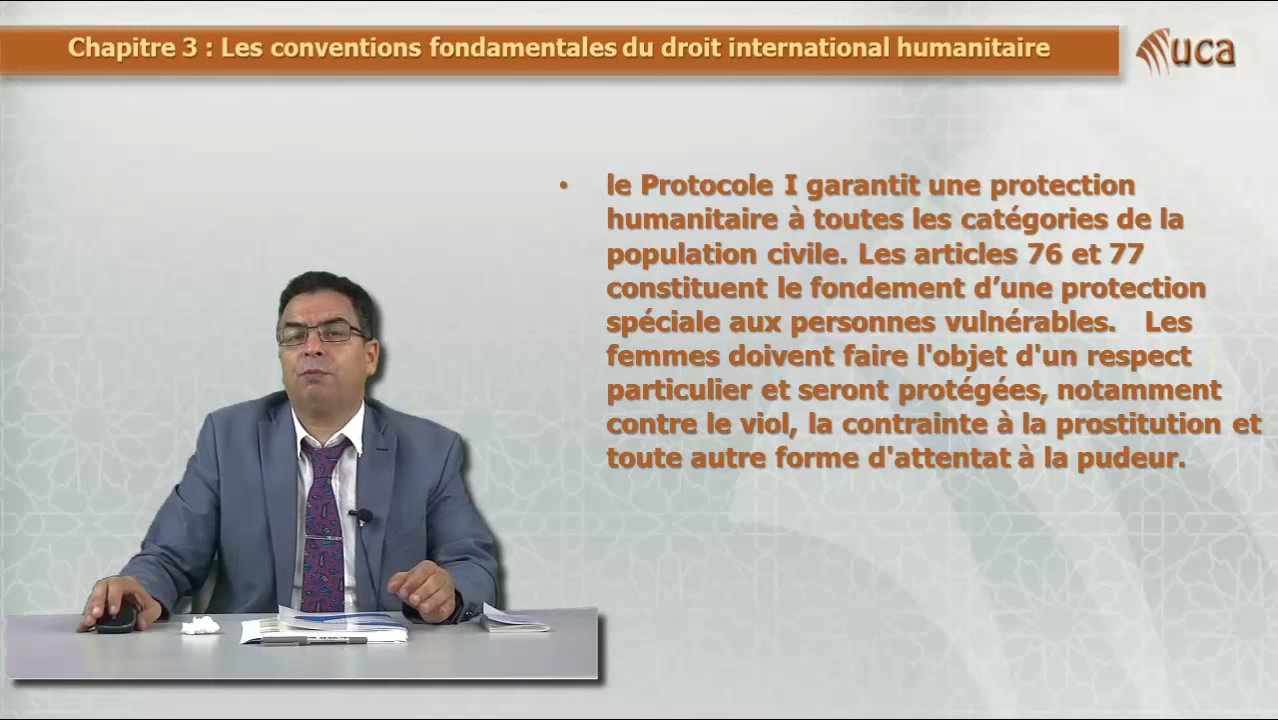 Chapitre 3 : Les conventions fondamentales du droit international humanitaire
uca
• le Protocole I garantit une protection
humanitaire à toutes les catégories de la
population civile. Les articles 76 et 77
constituent le fondement d’une protection
spéciale aux personnes vulnérables. Les
femmes doivent faire l'objet d'un respect
particulier et seront protégées, notamment
contre le viol, la contrainte à la prostitution et
toute autre forme d'attentat à la pudeur.